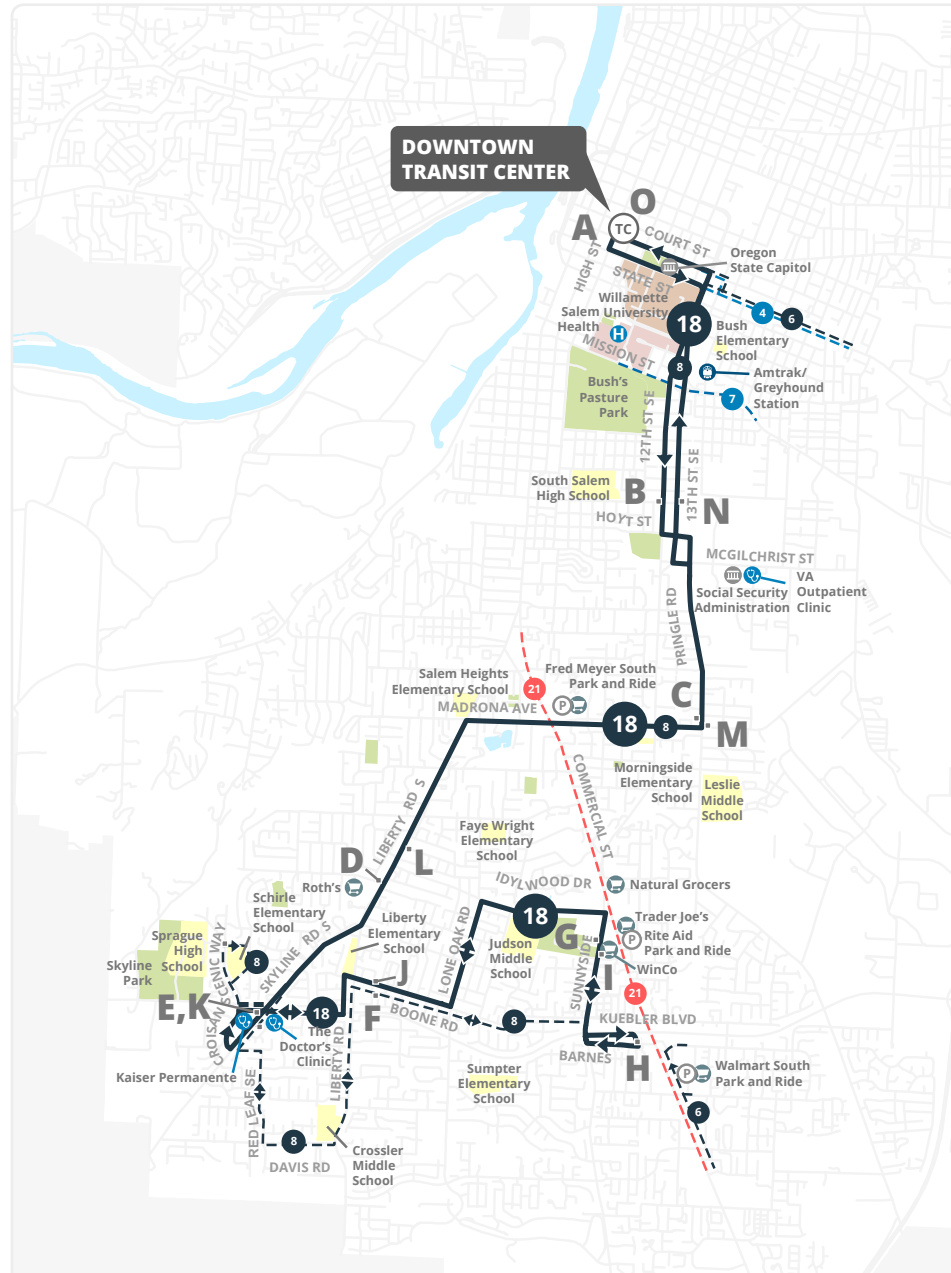 DOWNTOWN
TRANSIT CENTER
O
A
TC
COURT ST
HIGH ST
Oregon
State Capitol
STATE ST
Willamette
University
Salem
Health
H
18
4
6
Bush
Elementary
School
MISSION ST
8
Amtrak/
Greyhound
Station
Bush's
Pasture
Park
7
12TH ST SE
13TH ST SE
South Salem
High School
B
N
HOYT ST
MCGILCHRIST ST
Social Security
Administration
VA
Outpatient
Clinic
PRINGLE RD
Salem Heights
Elementary School
21
Fred Meyer South
Park and Ride
P
MADRONA AVE
C
18
8
M
COMMERCIAL ST
Morningside
Elementary
School
Leslie
Middle
School
LIBERTY RD S
Faye Wright
Elementary
School
D
L
Roth's
IDYLWOOD DR
Natural Grocers
Schirle
Elementary
School
18
Liberty
Elementary
School
LONE OAK RD
Trader Joe's
P
Rite Aid
Park and Ride
G
Judson
Middle
School
WinCo
Sprague
High
School
Skyline
Park
CROISAN SCENIC WAY
8
SKYLINE RD S
J
I
SUNNYSIDE
21
E,K
18
F
BOONE RD
8
KUEBLER BLVD
The
Doctor's
Clinic
LIBERTY RD
BARNES
H
Kaiser Permanente
Sumpter
Elementary
School
P
Walmart South
Park and Ride
6
RED LEAF SE
8
DAVIS RD
Crossler
Middle
School